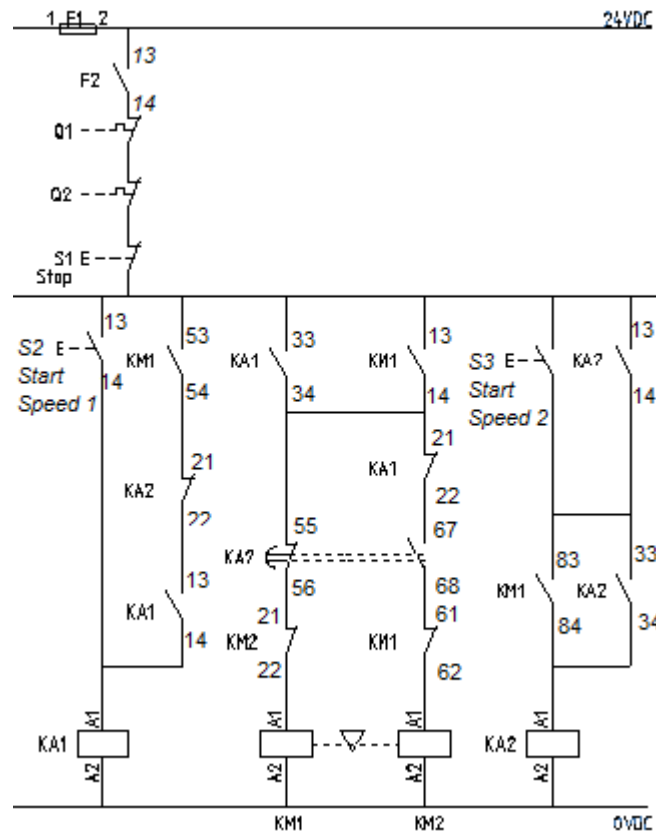 1 F1 2 24VDC
13
F2
14
Q1
Q2
S1 E
Stop
13 53 33 13 13
S2 E KM1 KA1 KM1 S3 E KA2
Start 14 54 34 14 Start 14
Speed 1 Speed 2
21 21
KA2 KA1
22 22
55 67
KA2
83 33
13 56 68 KM1 KA2
KA1 21 61 84 34
14 KM2 KM1
22 62
A1 A1 A1 A1
KA1 KA2
A2 A2 A2 A2
KM1 KM2 0VDC